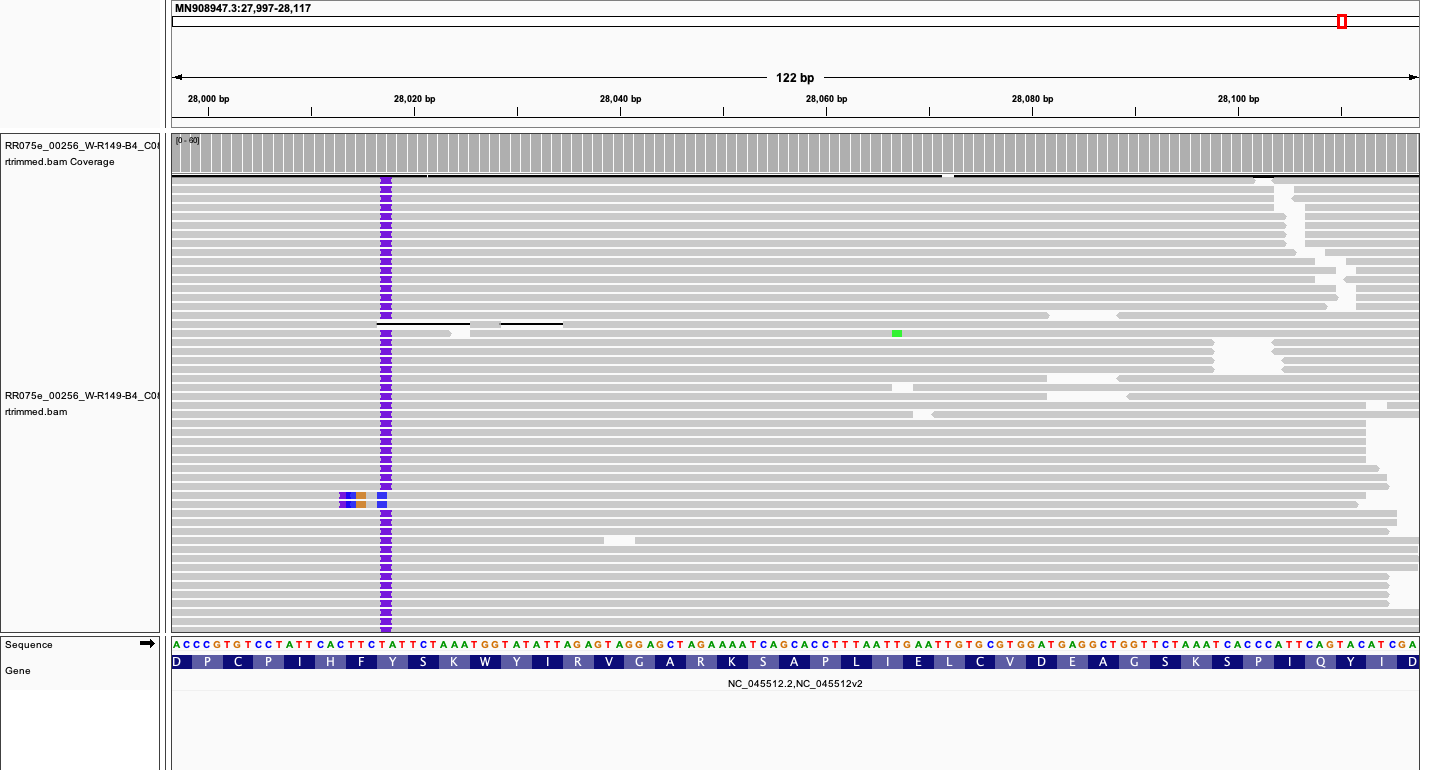 MN908947.3:27,997-28,117
122 bp
28,000 bp 28,020 bp 28,040 bp 28,060 bp 28,080 bp 28,100 bp
[0 - 60]
RR075e_00256_W-R149-B4_C0
rtrimmed.bam Coverage
RR075e_00256_W-R149-B4_C0
rtrimmed.bam
Sequence A C C C G T G T C C T A T T C A C T T C T A T T C T A A A T G G T A T A T T A G A G T A G G A G C T A G A A A A T C A G C A C C T T T A A T T G A A T T G T G C G T G G A T G A G G C T G G T T C T A A A T C A C C C A T T C A G T A C A T C G A
Gene D P C P I H F Y S K W Y I R V G A R K S A P L I E L C V D E A G S K S P I Q Y I D
NC_045512.2,NC_045512v2